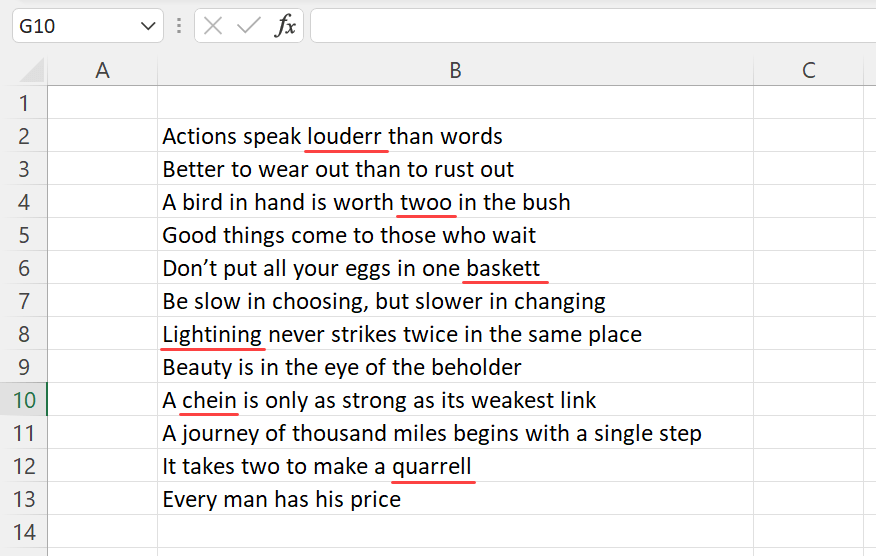 G10 fx
A B C
1
2 Actions speak louderr than words
3 Better to wear out than to rust out
4 A bird in hand is worth twoo in the bush
5 Good things come to those who wait
6 Don’t put all your eggs in one baskett
7 Be slow in choosing, but slower in changing
8 Lightining never strikes twice in the same place
9 Beauty is in the eye of the beholder
10 A chein is only as strong as its weakest link
11 A journey of thousand miles begins with a single step
12 It takes two to make a quarrell
13 Every man has his price
14